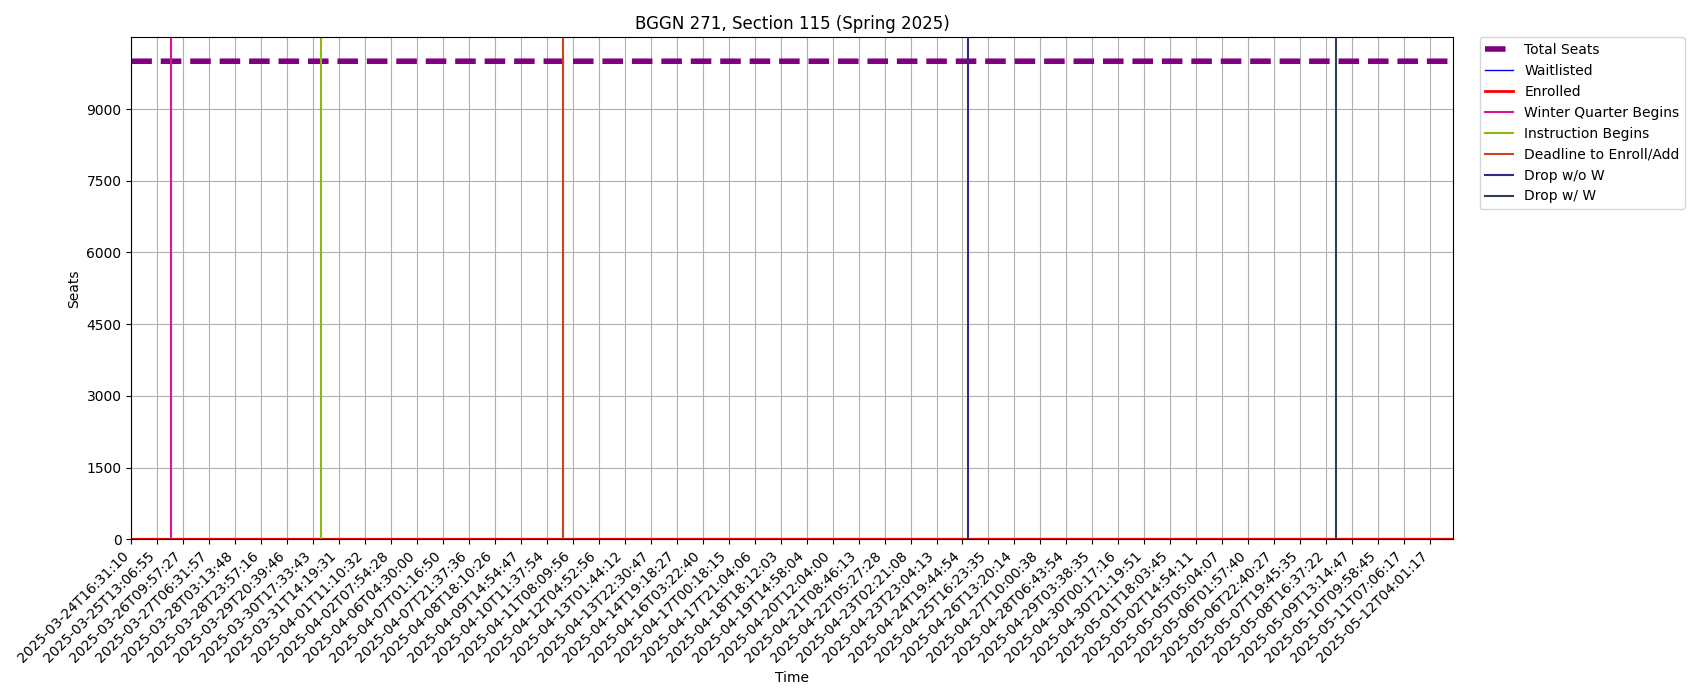 BGGN 271, Section 115 (Spring 2025)
Total Seats
Waitlisted
Enrolled
Winter Quarter Begins
Instruction Begins
Deadline to Enroll/Add
Drop w/o W
Drop w/ W
Seats
9000
7500
6000
4500
3000
1500
0
2025-03-24T16:31:10
2025-03-25T13:06:55
2025-03-26T09:57:27
2025-03-27T06:31:57
2025-03-28T03:13:48
2025-03-28T23:57:16
2025-03-29T20:39:46
2025-03-30T17:33:43
2025-03-31T14:19:31
2025-04-01T11:10:32
2025-04-02T07:54:28
2025-04-06T04:30:00
2025-04-07T01:16:50
2025-04-07T21:37:36
2025-04-08T18:10:26
2025-04-09T14:54:47
2025-04-10T11:37:54
2025-04-11T08:09:56
2025-04-12T04:52:56
2025-04-13T01:44:12
2025-04-13T22:30:47
2025-04-14T19:18:27
2025-04-16T03:22:40
2025-04-17T00:18:15
2025-04-17T21:04:06
2025-04-18T18:12:03
2025-04-19T14:58:04
2025-04-20T12:04:00
2025-04-21T08:46:13
2025-04-22T05:27:28
2025-04-23T02:21:08
2025-04-23T23:04:13
2025-04-24T19:44:54
2025-04-25T16:23:35
2025-04-26T13:20:14
2025-04-27T10:00:38
2025-04-28T06:43:54
2025-04-29T03:38:35
2025-04-30T00:17:16
2025-04-30T21:19:51
2025-05-01T18:03:45
2025-05-02T14:54:11
2025-05-05T05:04:07
2025-05-06T01:57:40
2025-05-06T22:40:27
2025-05-07T19:45:35
2025-05-08T16:37:22
2025-05-09T13:14:47
2025-05-10T09:58:45
2025-05-11T07:06:17
2025-05-12T04:01:17
Time